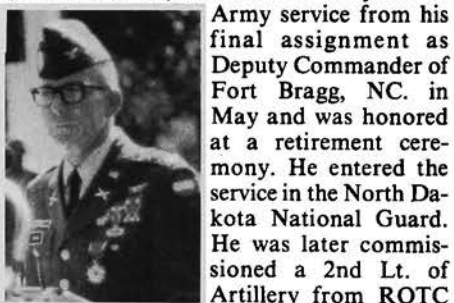 Army service from his
final assignment as
Deputy Commander of
Fort Bragg, NC. in
May and was honored
at a retirement cere-
mony. He entered the
service in the North Da-
kota National Guard.
He was later commis-
sioned a 2nd Lt. of
Artillery from ROTC